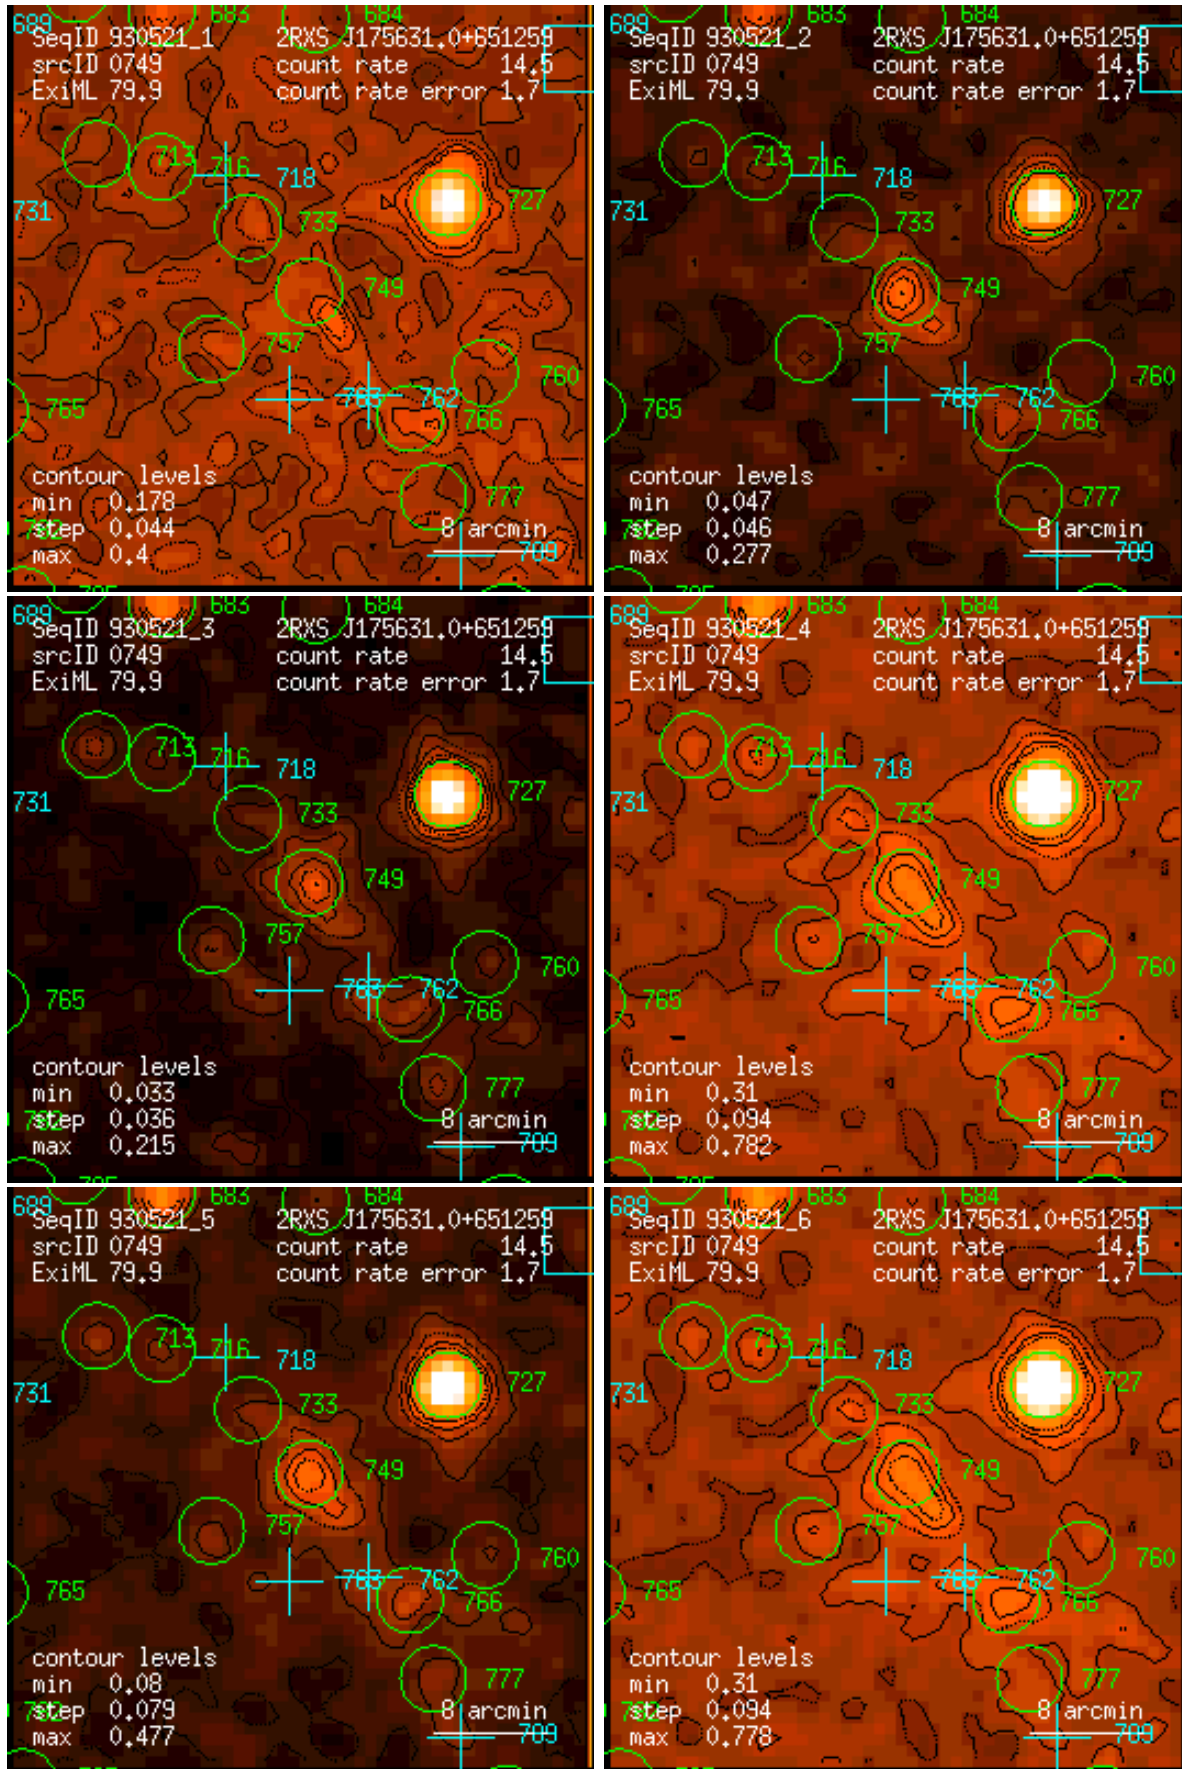 689 683 684
SeqID 930521_1 2RXS J175631.0+651259
srcID 0749 count rate 14.5
ExiML 79.9 count rate error 1.7
713 716 718
731 727
733
749
757
760
765 763 762
766
contour levels
min 0.178 777
step 0.044 8 arcmin
max 0.4 709
689 683 684
SeqID 930521_2 2RXS J175631.0+651259
srcID 0749 count rate 14.5
ExiML 79.9 count rate error 1.7
713 716 718
731 727
733
749
757
760
765 763 762
766
contour levels
min 0.047 777
step 0.046 8 arcmin
max 0.277 709
689 683 684
SeqID 930521_3 2RXS J175631.0+651259
srcID 0749 count rate 14.5
ExiML 79.9 count rate error 1.7
713 716 718
731 727
733
749
757
760
765 763 762
766
contour levels
min 0.033 777
step 0.036 8 arcmin
max 0.215 709
689 683 684
SeqID 930521_4 2RXS J175631.0+651259
srcID 0749 count rate 14.5
ExiML 79.9 count rate error 1.7
713 716 718
731 727
733
749
757
760
765 763 762
766
contour levels
min 0.31 777
step 0.094 8 arcmin
max 0.782 709
689 683 684
SeqID 930521_5 2RXS J175631.0+651259
srcID 0749 count rate 14.5
ExiML 79.9 count rate error 1.7
713 716 718
731 727
733
749
757
760
765 763 762
766
contour levels
min 0.08 777
step 0.079 8 arcmin
max 0.477 709
689 683 684
SeqID 930521_6 2RXS J175631.0+651259
srcID 0749 count rate 14.5
ExiML 79.9 count rate error 1.7
713 716 718
731 727
733
749
757
760
765 763 762
766
contour levels
min 0.31 777
step 0.094 8 arcmin
max 0.778 709